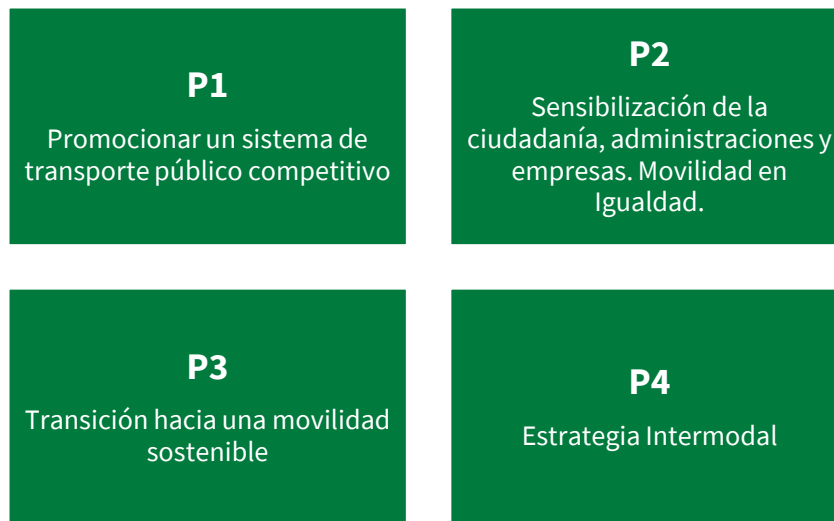 P1
Promocionar un sistema de
transporte público competitivo
P2
Sensibilización de la
ciudadanía, administraciones y
empresas. Movilidad en
Igualdad.
P3
Transición hacia una movilidad
sostenible
P4
Estrategia Intermodal